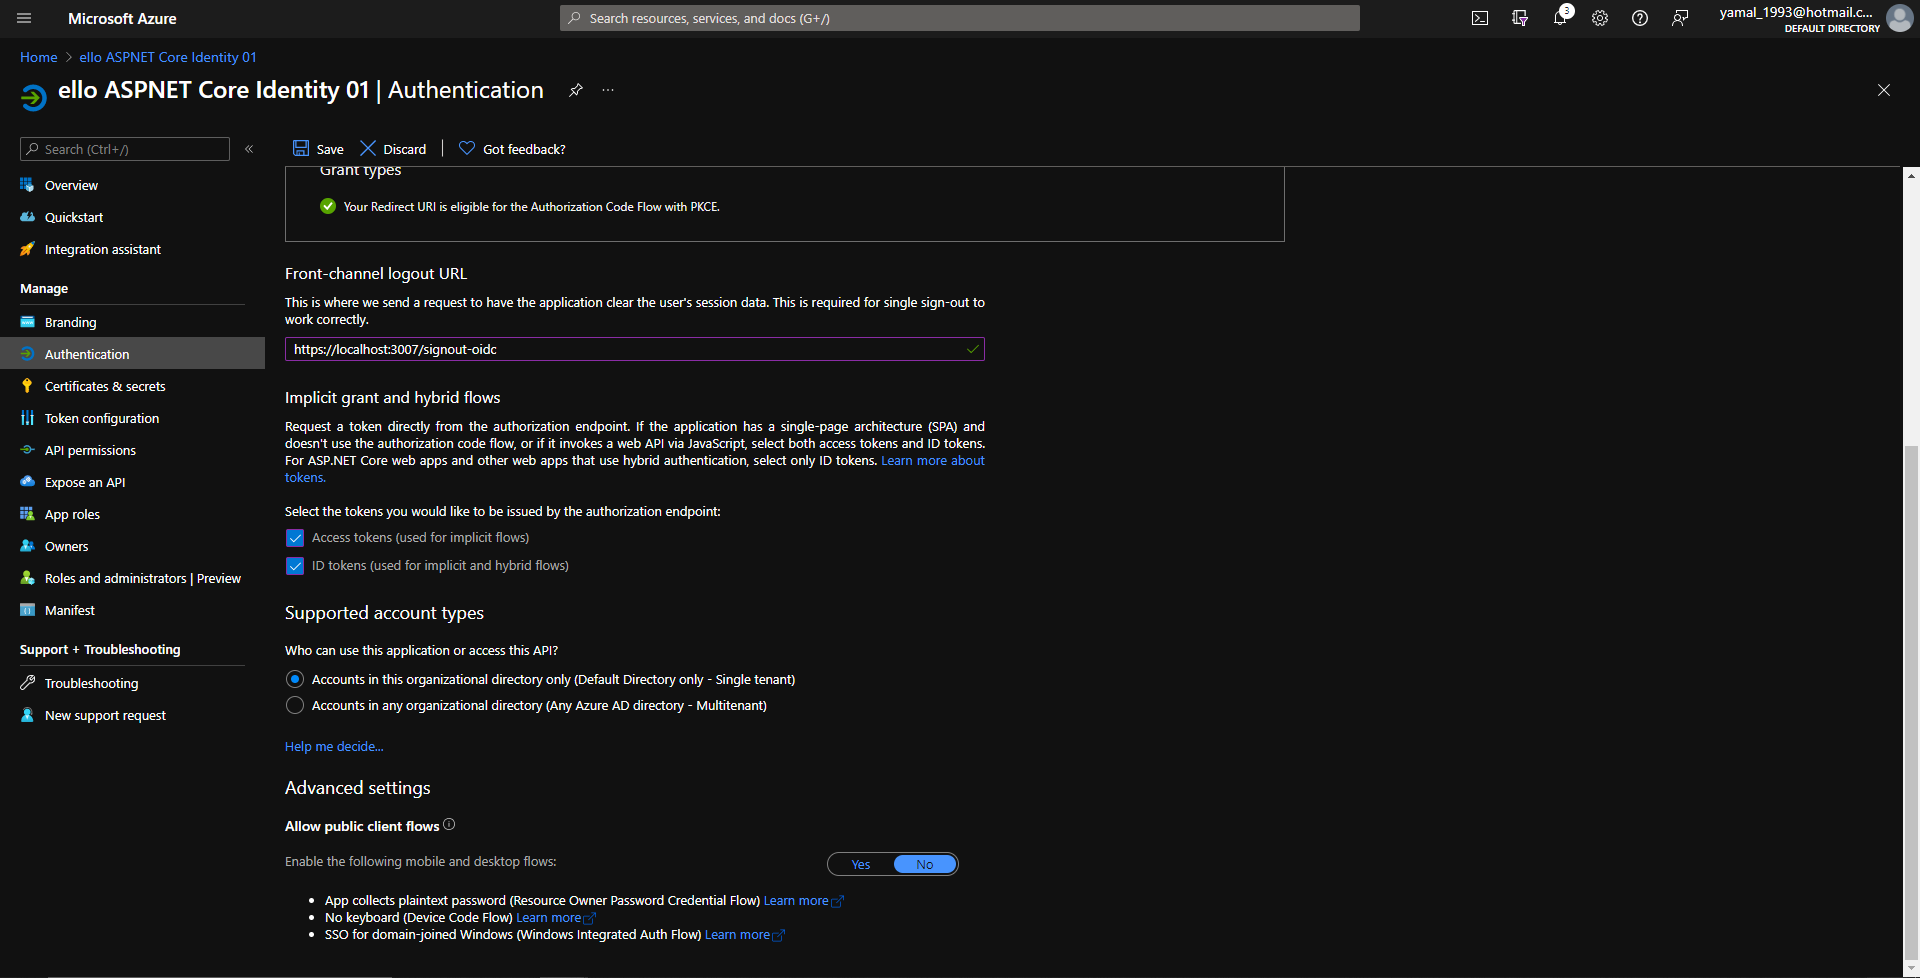 Microsoft Azure
Search resources, services, and docs (G+/)
3
yamal_1993@hotmail.c...
DEFAULT DIRECTORY
Home > ello ASPNET Core Identity 01
ello ASPNET Core Identity 01 | Authentication
Search (Ctrl+/)
«
Overview
Quickstart
Integration assistant
Manage
Branding
Authentication
Certificates & secrets
Token configuration
API permissions
Expose an API
App roles
Owners
Roles and administrators | Preview
Manifest
Support + Troubleshooting
Troubleshooting
New support request
Save
Discard
Got feedback?
Grant types
Your Redirect URI is eligible for the Authorization Code Flow with PKCE.
Front-channel logout URL
This is where we send a request to have the application clear the user's session data. This is required for single sign-out to
work correctly.
https://localhost:3007/signout-oidc
Implicit grant and hybrid flows
Request a token directly from the authorization endpoint. If the application has a single-page architecture (SPA) and
doesn't use the authorization code flow, or if it invokes a web API via JavaScript, select both access tokens and ID tokens.
For ASP.NET Core web apps and other web apps that use hybrid authentication, select only ID tokens. Learn more about
tokens.
Select the tokens you would like to be issued by the authorization endpoint:
Access tokens (used for implicit flows)
ID tokens (used for implicit and hybrid flows)
Supported account types
Who can use this application or access this API?
Accounts in this organizational directory only (Default Directory only - Single tenant)
Accounts in any organizational directory (Any Azure AD directory - Multitenant)
Help me decide...
Advanced settings
Allow public client flows
Enable the following mobile and desktop flows:
Yes
No
• App collects plaintext password (Resource Owner Password Credential Flow) Learn more
• No keyboard (Device Code Flow) Learn more
• SSO for domain-joined Windows (Windows Integrated Auth Flow) Learn more